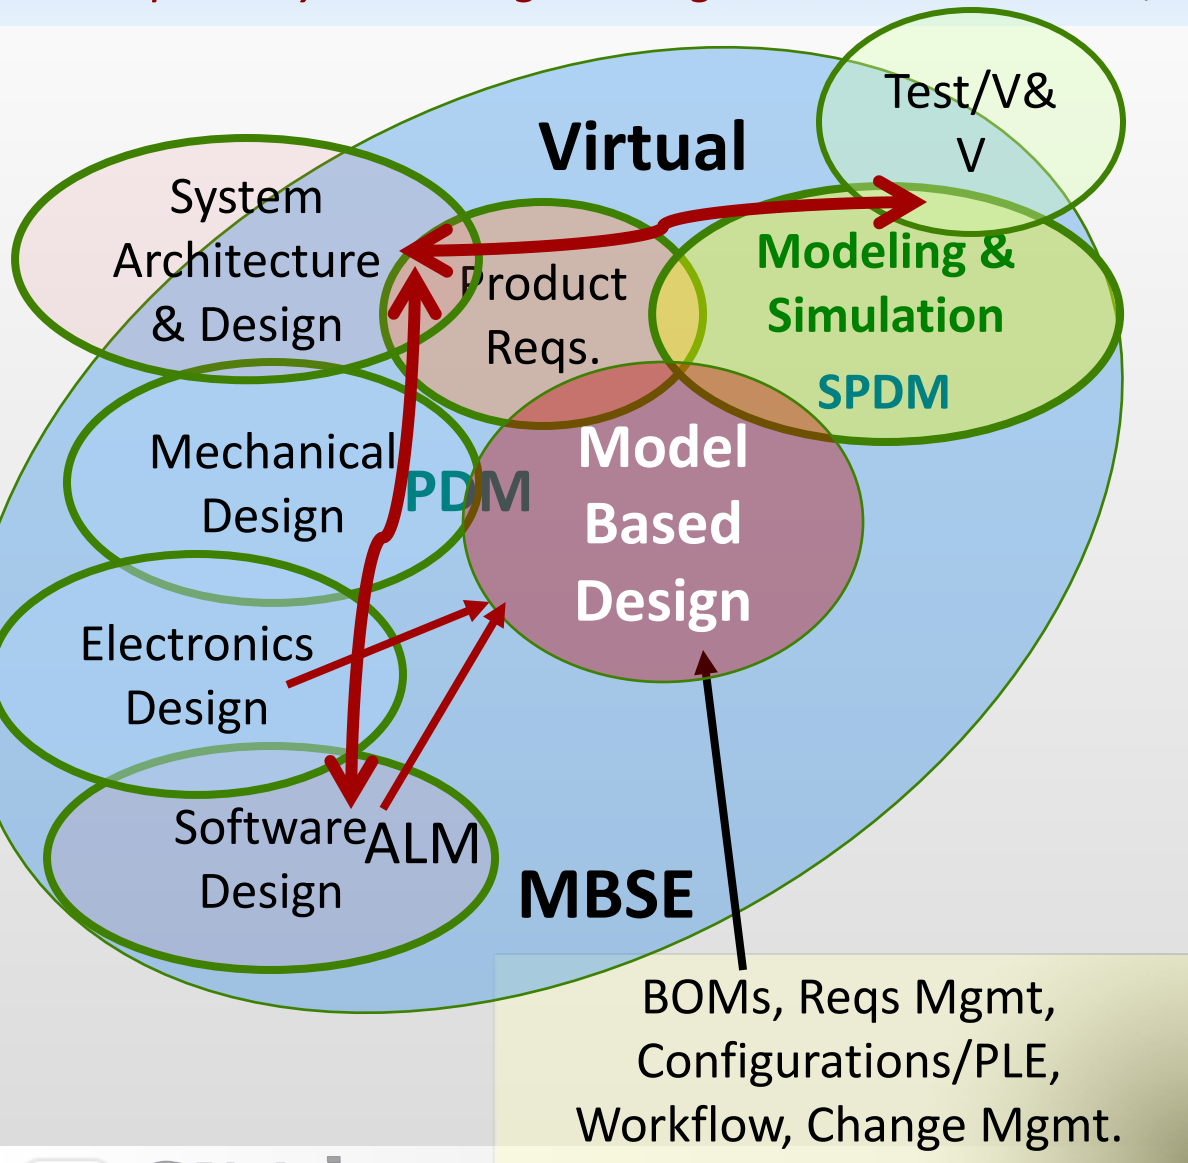 Test/V&
V
Virtual
System
Architecture
& Design
Product
Reqs.
Modeling &
Simulation
SPDM
Mechanical
Design
PDM
Model
Based
Design
Electronics
Design
Software
Design
ALM
MBSE
BOMs, Reqs Mgmt,
Configurations/PLE,
Workflow, Change Mgmt.